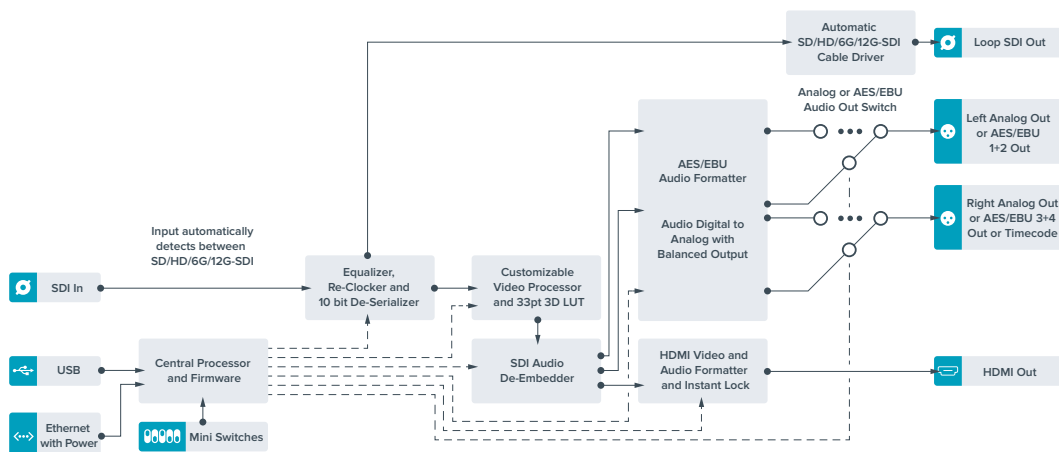 Automatic
SD/HD/6G/12G-SDI
Cable Driver
Loop SDI Out
Analog or AES/EBU
Audio Out Switch
Left Analog Out
or AES/EBU
1+2 Out
AES/EBU
Audio Formatter
Right Analog Out
or AES/EBU 3+4
Out or Timecode
Audio Digital to
Analog with
Balanced Output
Input automatically
detects between
SD/HD/6G/12G-SDI
SDI In
Equalizer,
Re-Clocker and
10 bit De-Serializer
Customizable
Video Processor
and 33pt 3D LUT
USB
Central Processor
and Firmware
SDI Audio
De-Embedder
HDMI Video and
Audio Formatter
and Instant Lock
HDMI Out
Ethernet
with Power
Mini Switches